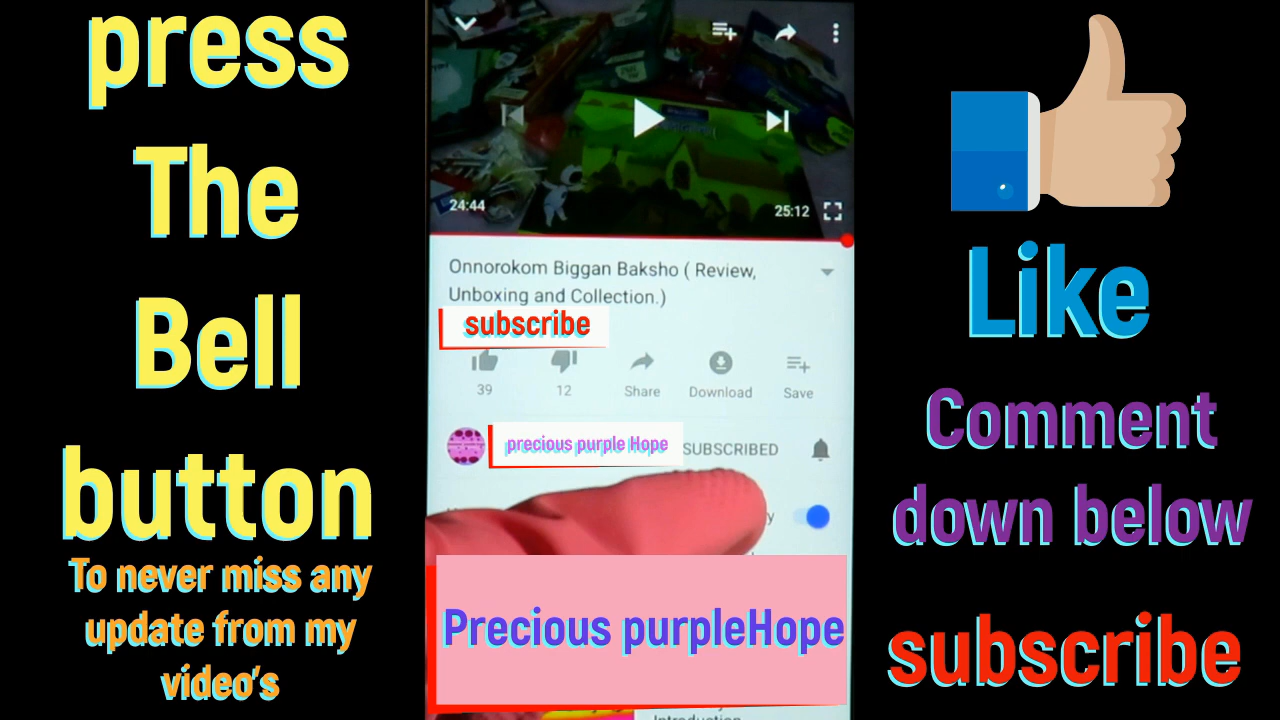 press
The
Bell
button
To never miss any
update from my
video's
24:44
25:12
Onnorokom Biggan Baksho ( Review,
Unboxing and Collection.)
subscribe
39
12
Share
Download
Save
precious purple Hope
SUBSCRIBED
Precious purpleHope
Introduction
Like
Comment
down below
subscribe